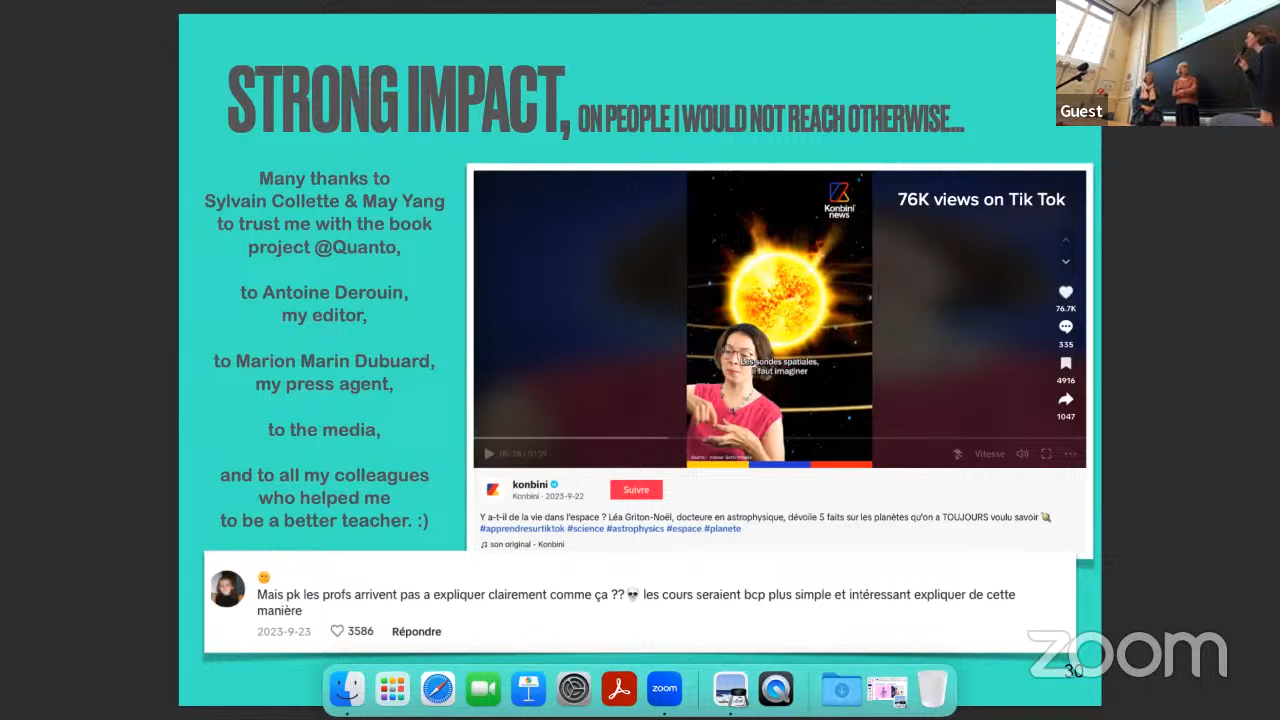 STRONG IMPACT, ON PEOPLE I WOULD NOT REACH OTHERWISE...
Guest
Many thanks to
Sylvain Collette & May Yang
to trust me with the book
project @Quanto,
to Antoine Derouin,
my editor,
to Marion Marin Dubuard,
my press agent,
to the media,
and to all my colleagues
who helped me
to be a better teacher. :)
Konbini
news
76K views on Tik Tok
76.7K
335
4916
1047
Les sondes spatiales,
il faut imaginer
Vitesse
konbini
Konbini · 2023-9-22
Suivre
Y a-t-il de la vie dans l'espace ? Léa Griton-Noël, docteure en astrophysique, dévoile 5 faits sur les planètes qu'on a TOUJOURS voulu savoir
#apprendresurtiktok #science #astrophysics #espace #planete
son original - Konbini
Mais pk les profs arrivent pas a expliquer clairement comme ça ??💀 les cours seraient bcp plus simple et intéressant expliquer de cette
manière
2023-9-23
3586
Répondre
zoom
30
zoom